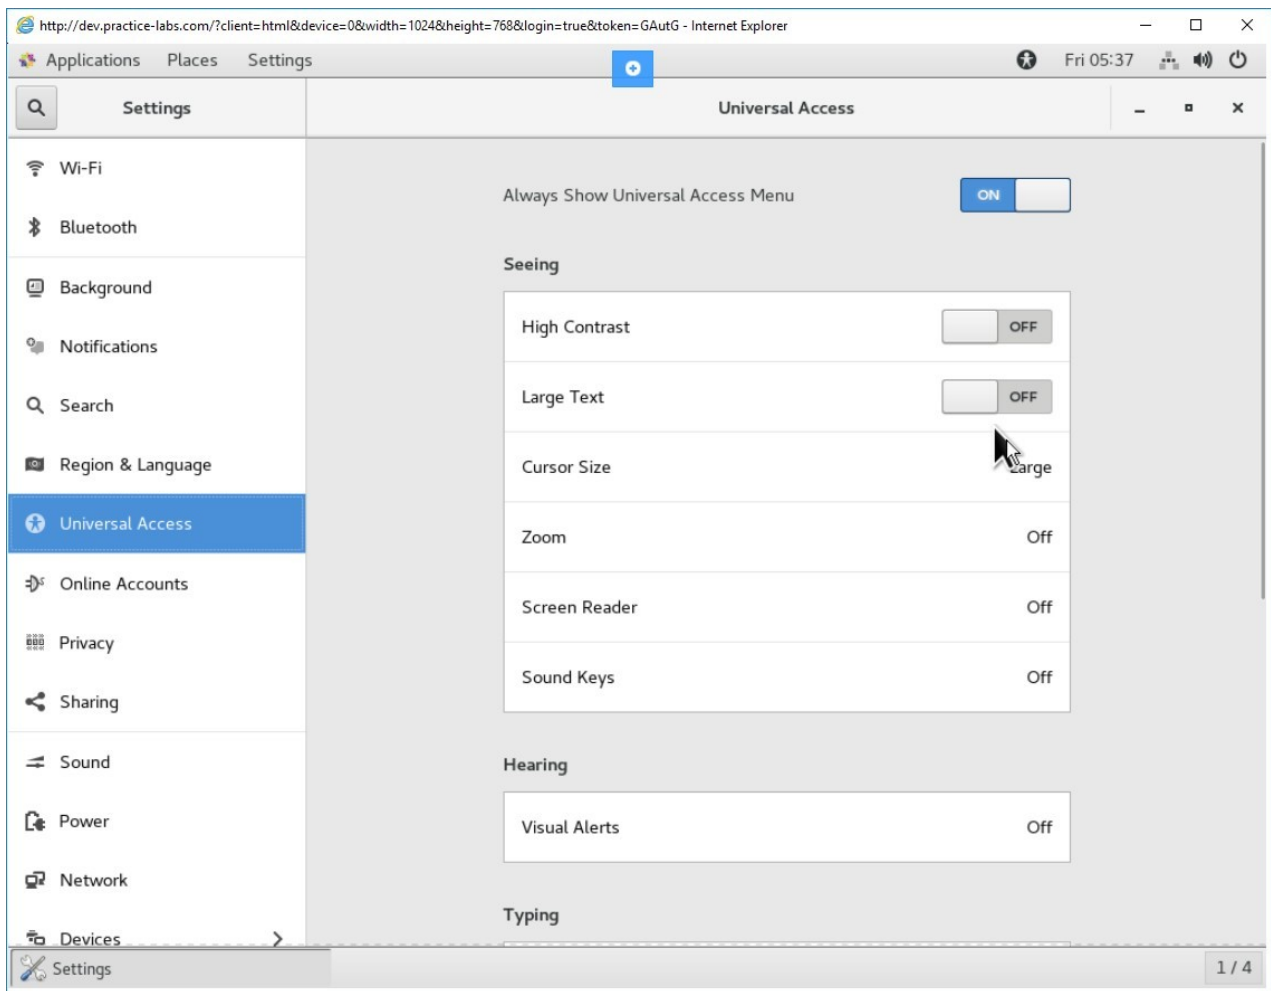 http://dev.practice-labs.com/?client=html&device=0&width=1024&height=768&login=true&token=GAutG - Internet Explorer
Applications Places Settings Fri 05:37
Settings Universal Access
Wi-Fi
Bluetooth
Background
Notifications
Search
Region & Language
Universal Access
Online Accounts
Privacy
Sharing
Sound
Power
Network
Devices
Always Show Universal Access Menu ON
Seeing
High Contrast OFF
Large Text OFF
Cursor Size Large
Zoom Off
Screen Reader Off
Sound Keys Off
Hearing
Visual Alerts Off
Typing
Settings 1 / 4